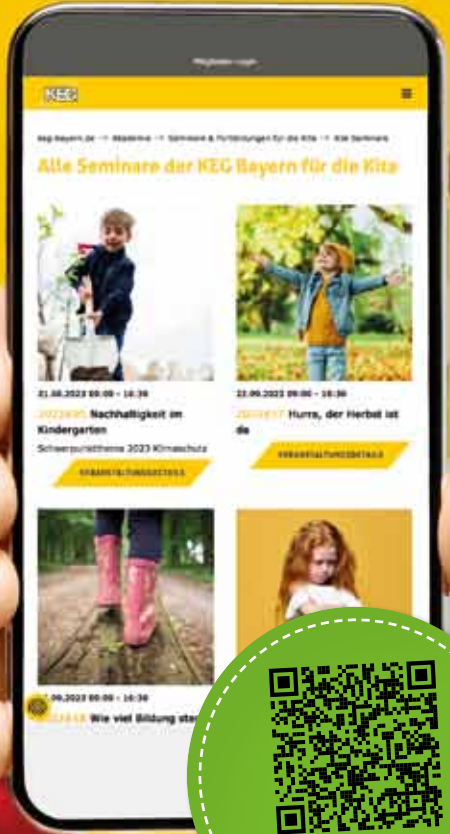 Mitglieder-Login
KEG
keg-bayern.de → Akademie → Seminare & Fortbildungen für die Kita → Alle Seminare
Alle Seminare der KEG Bayern für die Kita
09:00 - 16:30
Nachhaltigkeit im
Kindergarten
Schwerpunktthema 2023 Klimaschutz
VERANSTALTUNGSDETAILS
22.09.2023 09:00 - 16:30
Hurra, der Herbst ist
da
VERANSTALTUNGSDETAILS
.09.2023 09:00 - 16:30
Wie viel Bildung